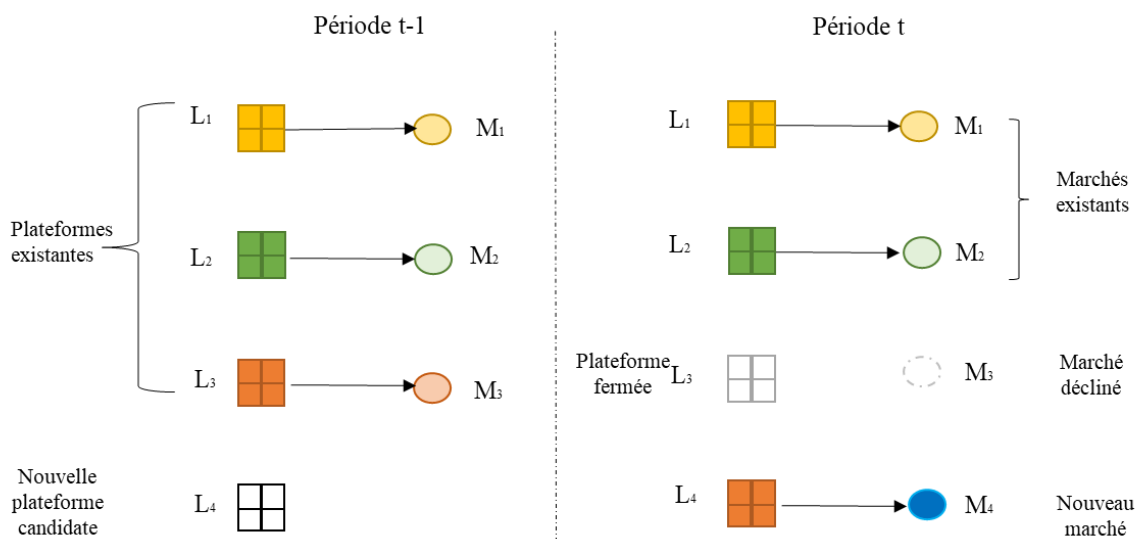 Période t-1
Période t
L1
M1
L1
M1
Marchés
existants
Plateformes
existantes
L2
M2
L2
M2
L3
M3
Plateforme
fermée
L3
M3
Marché
décliné
Nouvelle
plateforme
candidate
L4
L4
M4
Nouveau
marché